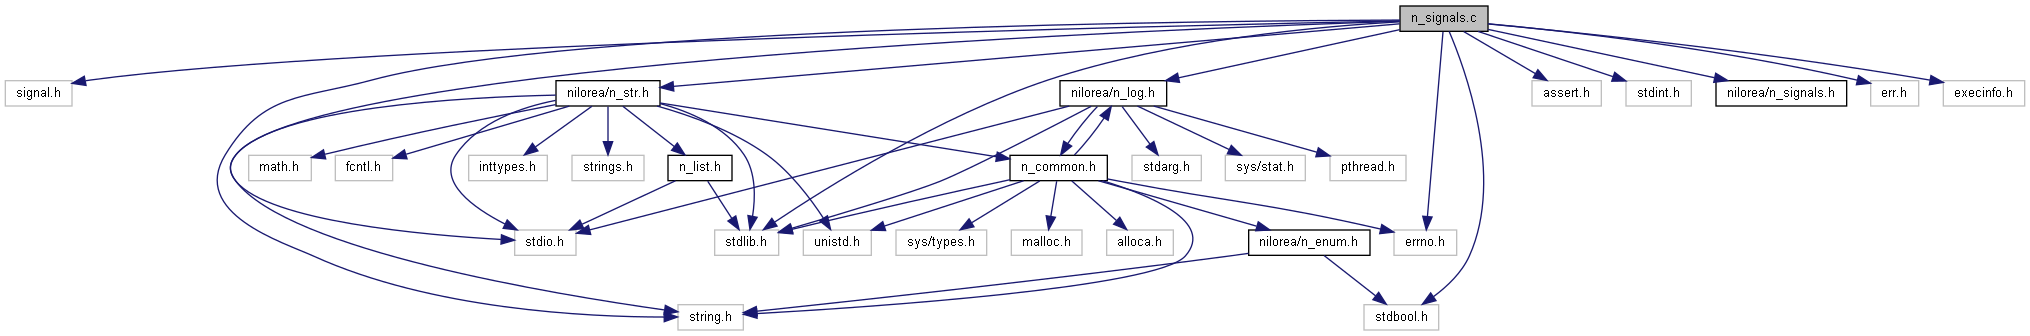 n_signals.c
signal.h
nilorea/n_str.h
nilorea/n_log.h
assert.h
stdint.h
nilorea/n_signals.h
err.h
execinfo.h
math.h
fcntl.h
inttypes.h
strings.h
n_list.h
n_common.h
stdarg.h
sys/stat.h
pthread.h
stdio.h
stdlib.h
unistd.h
sys/types.h
malloc.h
alloca.h
nilorea/n_enum.h
errno.h
string.h
stdbool.h